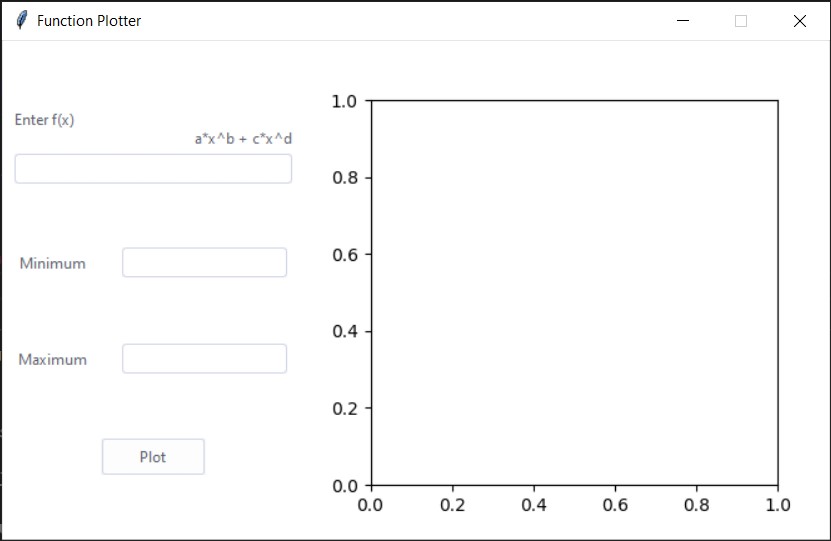 Function Plotter
Enter f(x)
a*x^b + c*x^d
Minimum
Maximum
Plot
1.0
0.8
0.6
0.4
0.2
0.0
0.0 0.2 0.4 0.6 0.8 1.0